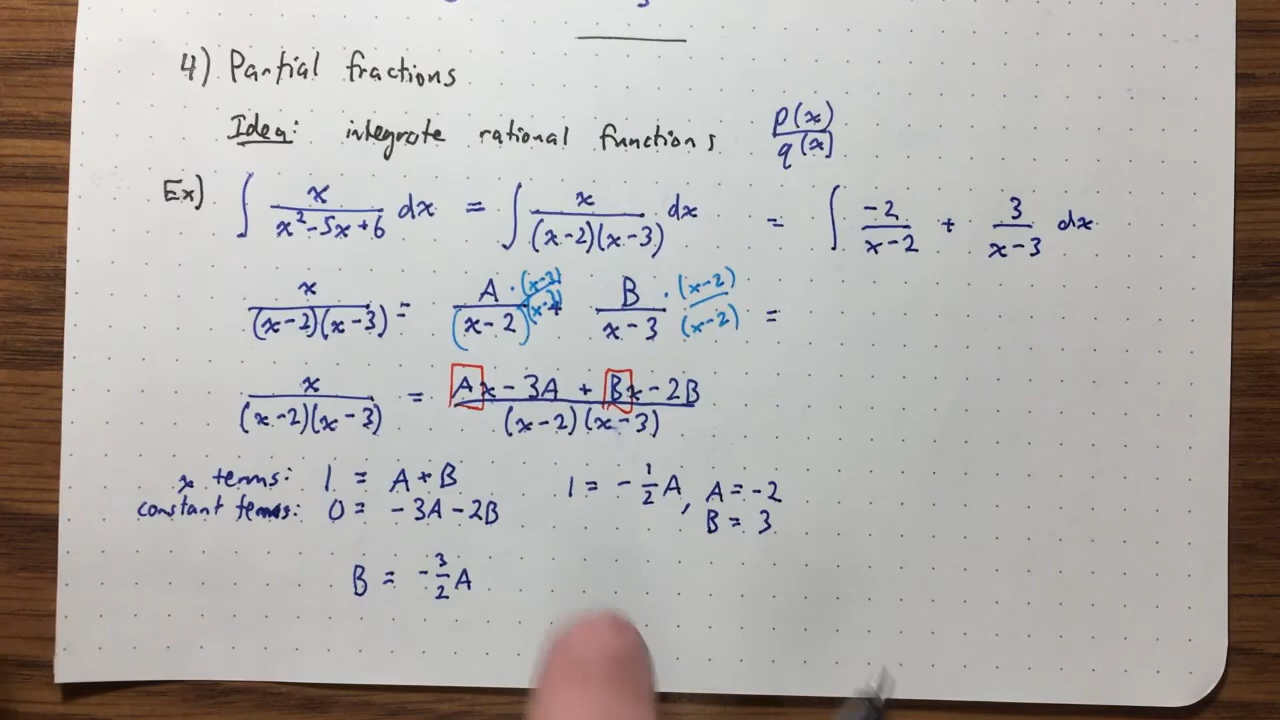 4) Partial fractions
Idea: integrate rational functions p(x)/q(x)
Ex) ∫ x/(x²-5x+6) dx = ∫ x/((x-2)(x-3)) dx = ∫ -2/(x-2) + 3/(x-3) dx
x/((x-2)(x-3)) = A/(x-2) · (x-3)/(x-3) + B/(x-3) · (x-2)/(x-2) =
x/((x-2)(x-3)) = (Ax - 3A + Bx - 2B)/((x-2)(x-3))
x terms: 1 = A + B
constant terms: 0 = -3A - 2B
1 = -1/2 A, A = -2
B = 3
B = -3/2 A